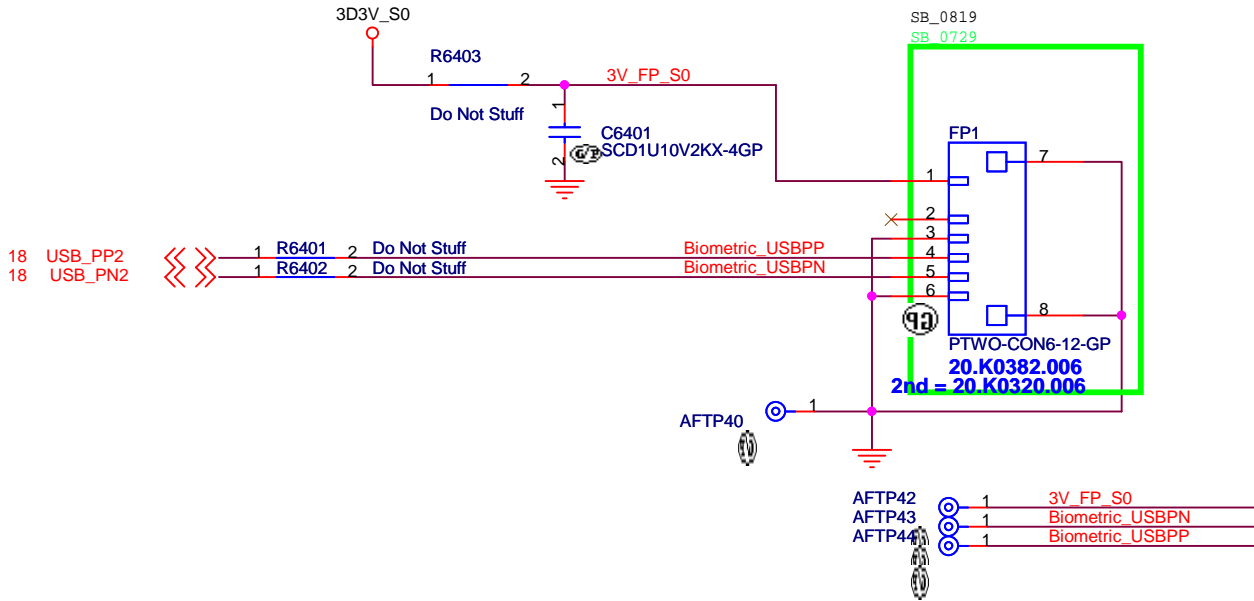 3D3V_S0
SB_0819
SB_0729
R6403
1 2 3V_FP_S0
Do Not Stuff
1
C6401
SCD1U10V2KX-4GP
2
FP1
7
1
2
3
18 USB_PP2 1 R6401 2 Do Not Stuff Biometric_USBPP 4
18 USB_PN2 1 R6402 2 Do Not Stuff Biometric_USBPN 5
6
8
PTWO-CON6-12-GP
20.K0382.006
2nd = 20.K0320.006
AFTP40 1
AFTP42 1 3V_FP_S0
AFTP43 1 Biometric_USBPN
AFTP44 1 Biometric_USBPP